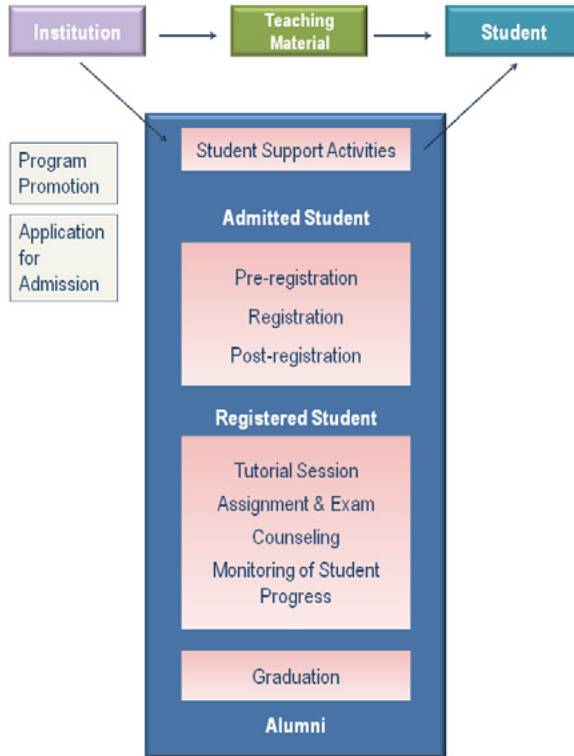 Institution
Teaching
Material
Student
Student Support Activities
Program
Promotion
Application
for
Admission
Admitted Student
Pre-registration
Registration
Post-registration
Registered Student
Tutorial Session
Assignment & Exam
Counseling
Monitoring of Student
Progress
Graduation
Alumni